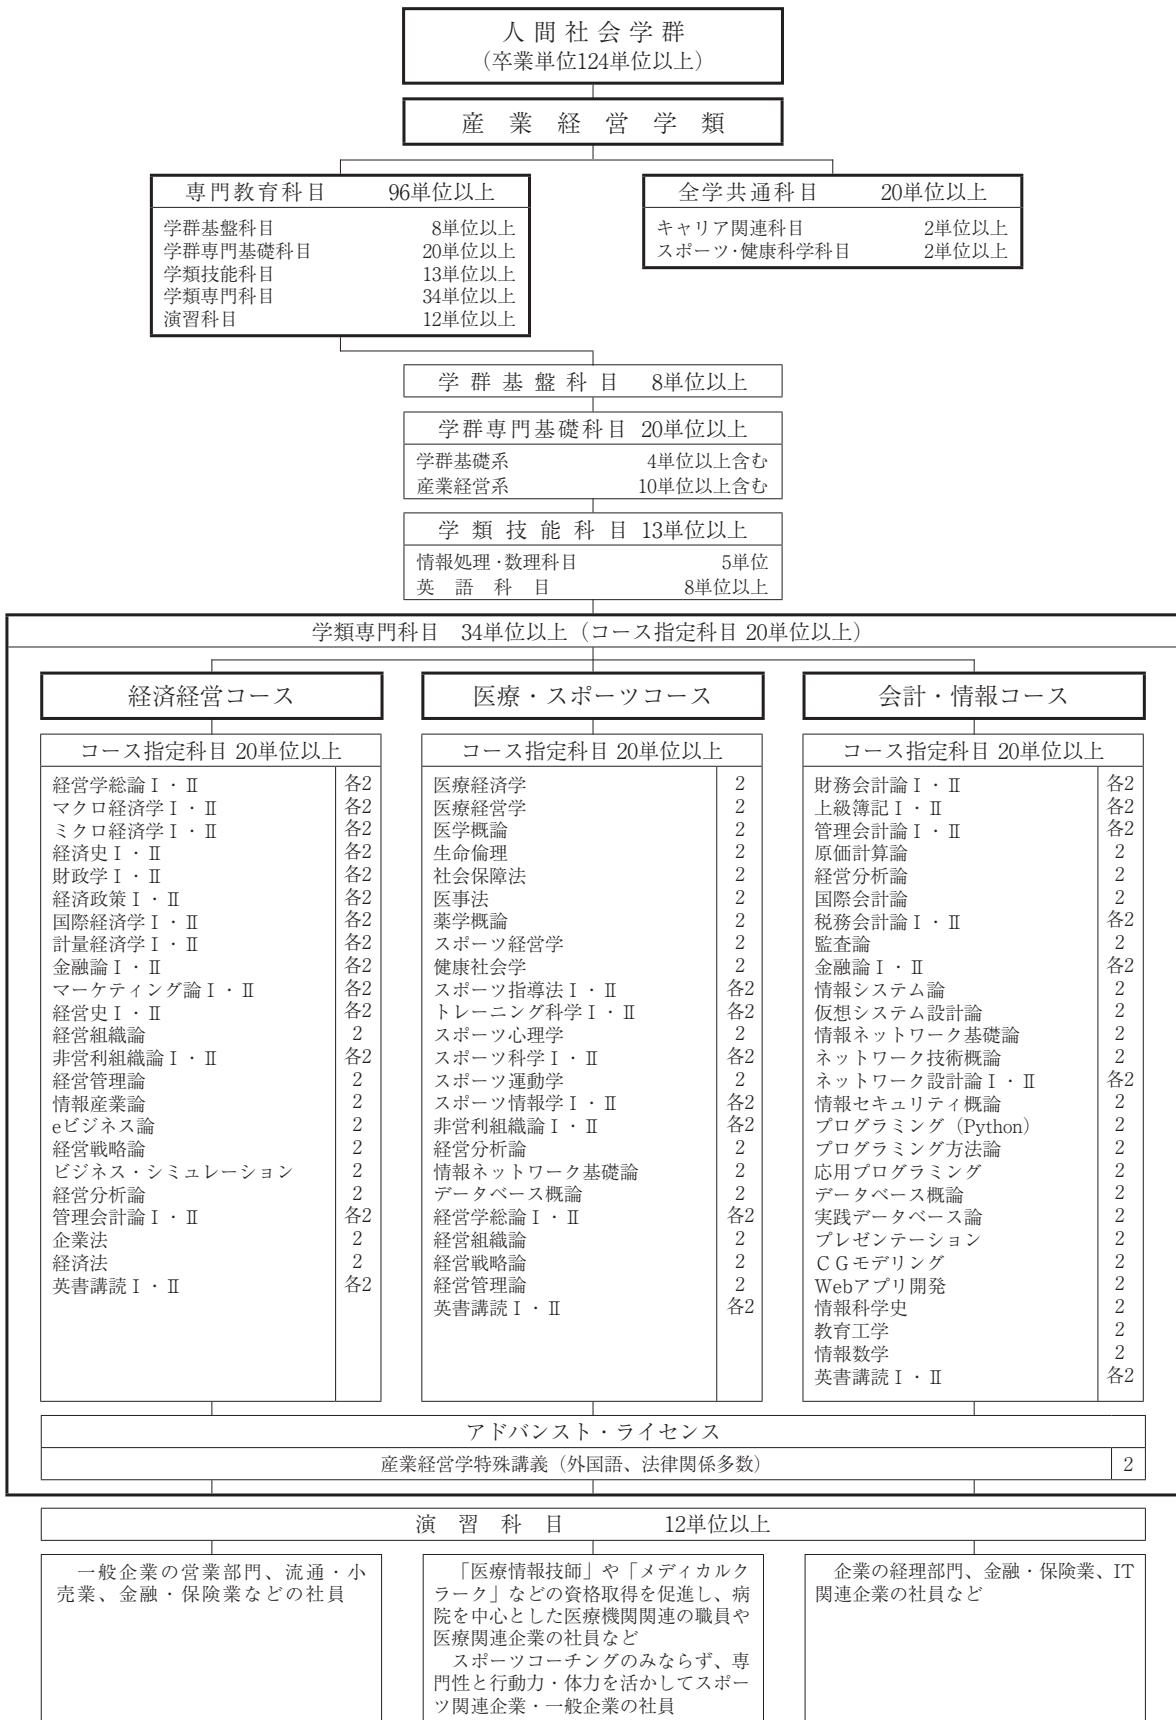 人間社会学群
（卒業単位124単位以上）
産業経営学類
専門教育科目 96単位以上
学群基盤科目 8単位以上
学群専門基礎科目 20単位以上
学類技能科目 13単位以上
学類専門科目 34単位以上
演習科目 12単位以上
全学共通科目 20単位以上
キャリア関連科目 2単位以上
スポーツ・健康科学科目 2単位以上
学群基盤科目 8単位以上
学群専門基礎科目 20単位以上
学群基礎系 4単位以上含む
産業経営系 10単位以上含む
学類技能科目 13単位以上
情報処理・数理科目 5単位
英語科目 8単位以上
学類専門科目 34単位以上（コース指定科目 20単位以上）
経済経営コース
コース指定科目 20単位以上
経営学総論Ⅰ・Ⅱ 各2
マクロ経済学Ⅰ・Ⅱ 各2
ミクロ経済学Ⅰ・Ⅱ 各2
経済史Ⅰ・Ⅱ 各2
財政学Ⅰ・Ⅱ 各2
経済政策Ⅰ・Ⅱ 各2
国際経済学Ⅰ・Ⅱ 各2
計量経済学Ⅰ・Ⅱ 各2
金融論Ⅰ・Ⅱ 各2
マーケティング論Ⅰ・Ⅱ 各2
経営史Ⅰ・Ⅱ 各2
経営組織論 2
非営利組織論Ⅰ・Ⅱ 各2
経営管理論 2
情報産業論 2
eビジネス論 2
経営戦略論 2
ビジネス・シミュレーション 2
経営分析論 2
管理会計論Ⅰ・Ⅱ 各2
企業法 2
経済法 2
英書講読Ⅰ・Ⅱ 各2
医療・スポーツコース
コース指定科目 20単位以上
医療経済学 2
医療経営学 2
医学概論 2
生命倫理 2
社会保障法 2
医事法 2
薬学概論 2
スポーツ経営学 2
健康社会学 2
スポーツ指導法Ⅰ・Ⅱ 各2
トレーニング科学Ⅰ・Ⅱ 各2
スポーツ心理学 2
スポーツ科学Ⅰ・Ⅱ 各2
スポーツ運動学 2
スポーツ情報学Ⅰ・Ⅱ 各2
非営利組織論Ⅰ・Ⅱ 各2
経営分析論 2
情報ネットワーク基礎論 2
データベース概論 2
経営学総論Ⅰ・Ⅱ 各2
経営組織論 2
経営戦略論 2
経営管理論 2
英書講読Ⅰ・Ⅱ 各2
会計・情報コース
コース指定科目 20単位以上
財務会計論Ⅰ・Ⅱ 各2
上級簿記Ⅰ・Ⅱ 各2
管理会計論Ⅰ・Ⅱ 各2
原価計算論 2
経営分析論 2
国際会計論 2
税務会計論Ⅰ・Ⅱ 各2
監査論 2
金融論Ⅰ・Ⅱ 各2
情報システム論 2
仮想システム設計論 2
情報ネットワーク基礎論 2
ネットワーク技術概論 2
ネットワーク設計論Ⅰ・Ⅱ 各2
情報セキュリティ概論 2
プログラミング（Python） 2
プログラミング方法論 2
応用プログラミング 2
データベース概論 2
実践データベース論 2
プレゼンテーション 2
ＣＧモデリング 2
Webアプリ開発 2
情報科学史 2
教育工学 2
情報数学 2
英書講読Ⅰ・Ⅱ 各2
アドバンスト・ライセンス
産業経営学特殊講義（外国語、法律関係多数） 2
演習科目 12単位以上
一般企業の営業部門、流通・小
売業、金融・保険業などの社員
「医療情報技師」や「メディカルク
ラーク」などの資格取得を促進し、病
院を中心とした医療機関関連の職員や
医療関連企業の社員など
スポーツコーチングのみならず、専
門性と行動力・体力を活かしてスポー
ツ関連企業・一般企業の社員
企業の経理部門、金融・保険業、IT
関連企業の社員など